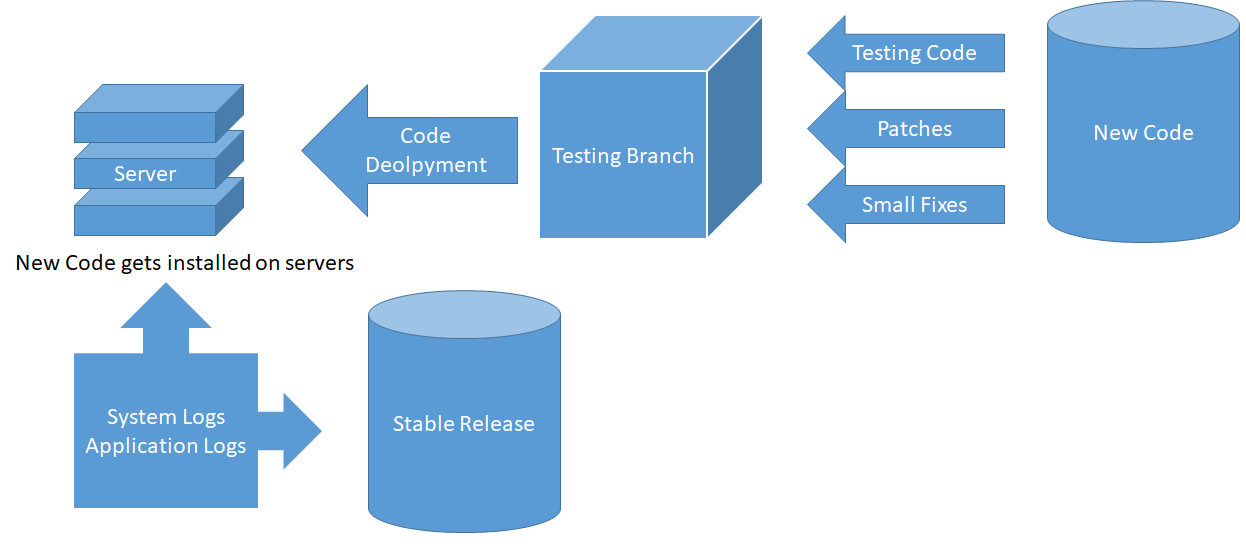 Testing Code
Code
Deolpyment
Testing Branch
Patches
New Code
Server
Small Fixes
New Code gets installed on servers
System Logs
Application Logs
Stable Release